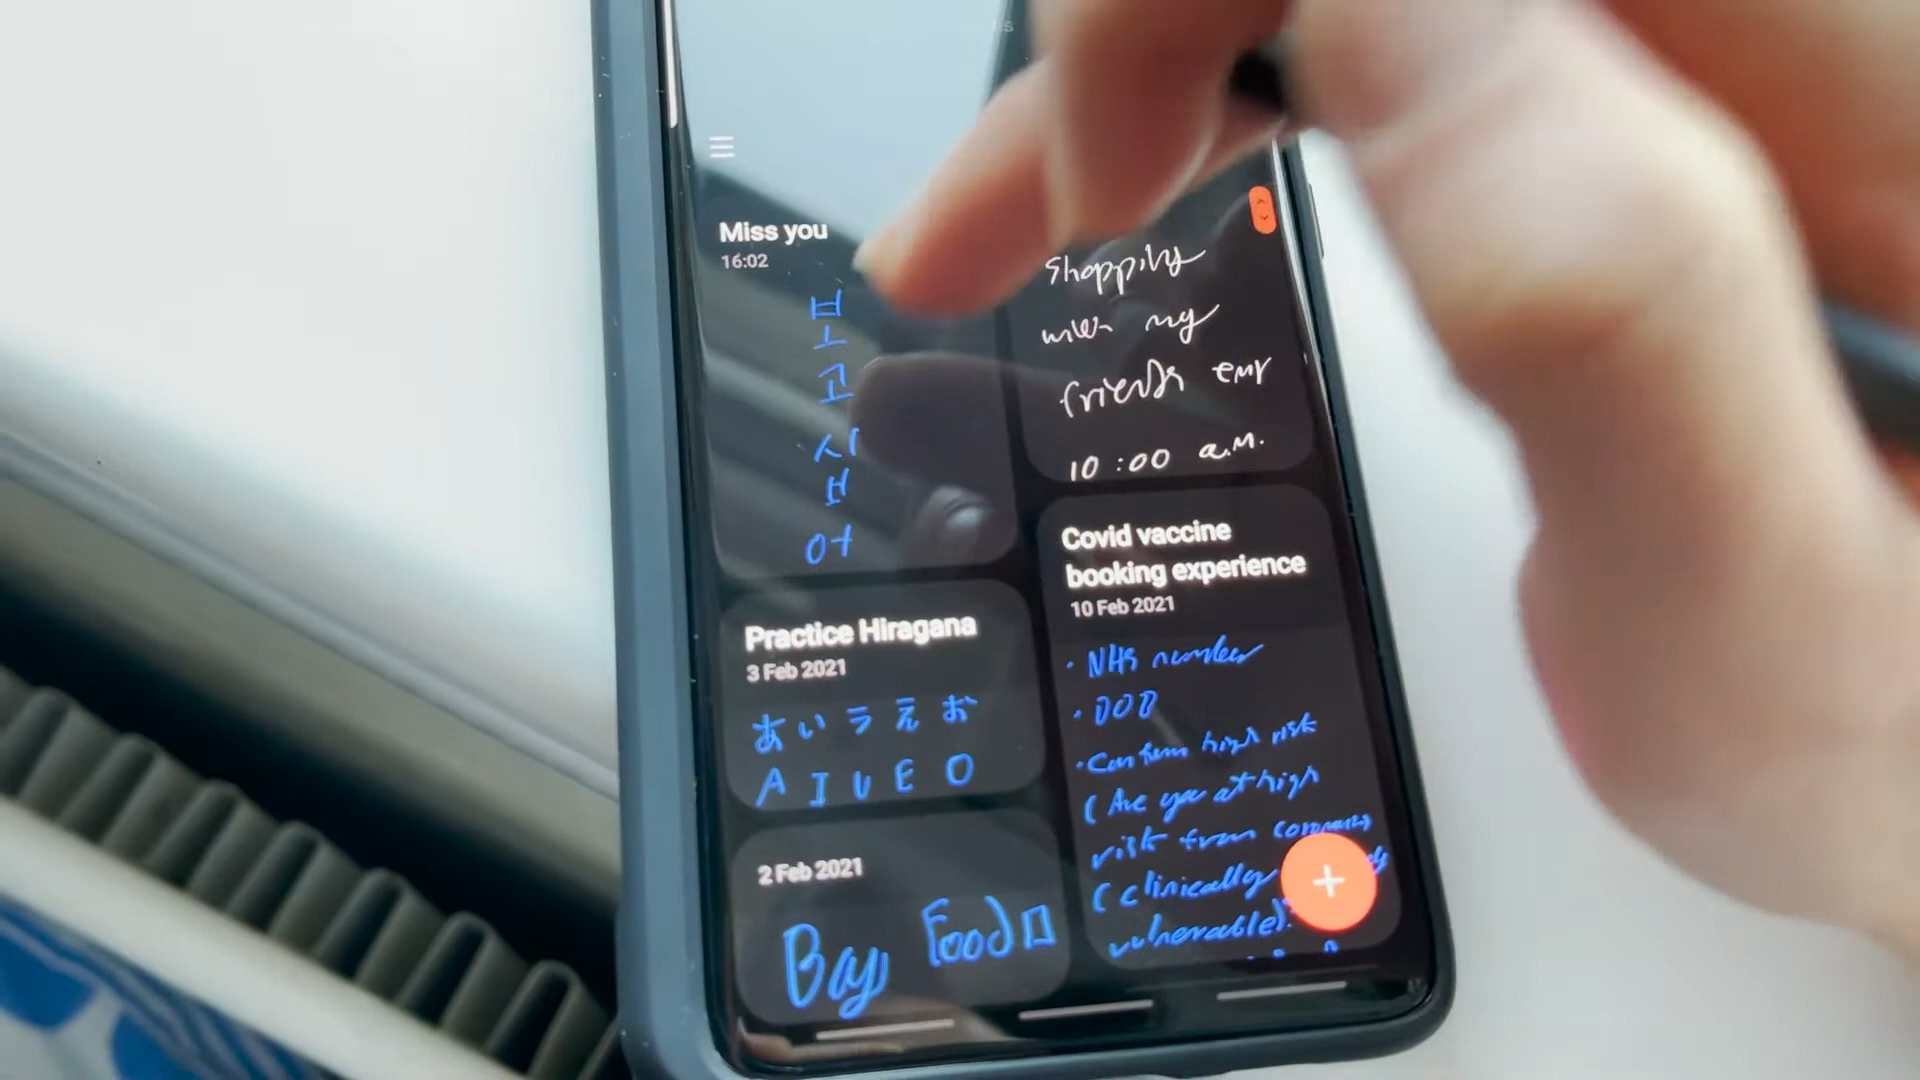 Miss you
16:02
보
고
시
보
어
Practice Hiragana
3 Feb 2021
あいうえお
A I U E O
2 Feb 2021
Buy Food
Shopping
with my
friends
10:00 a.m.
Covid vaccine
booking experience
10 Feb 2021
· NHS number
· DOB
· Confirm high risk
(Are you at high
risk from
(clinically
vulnerable)?